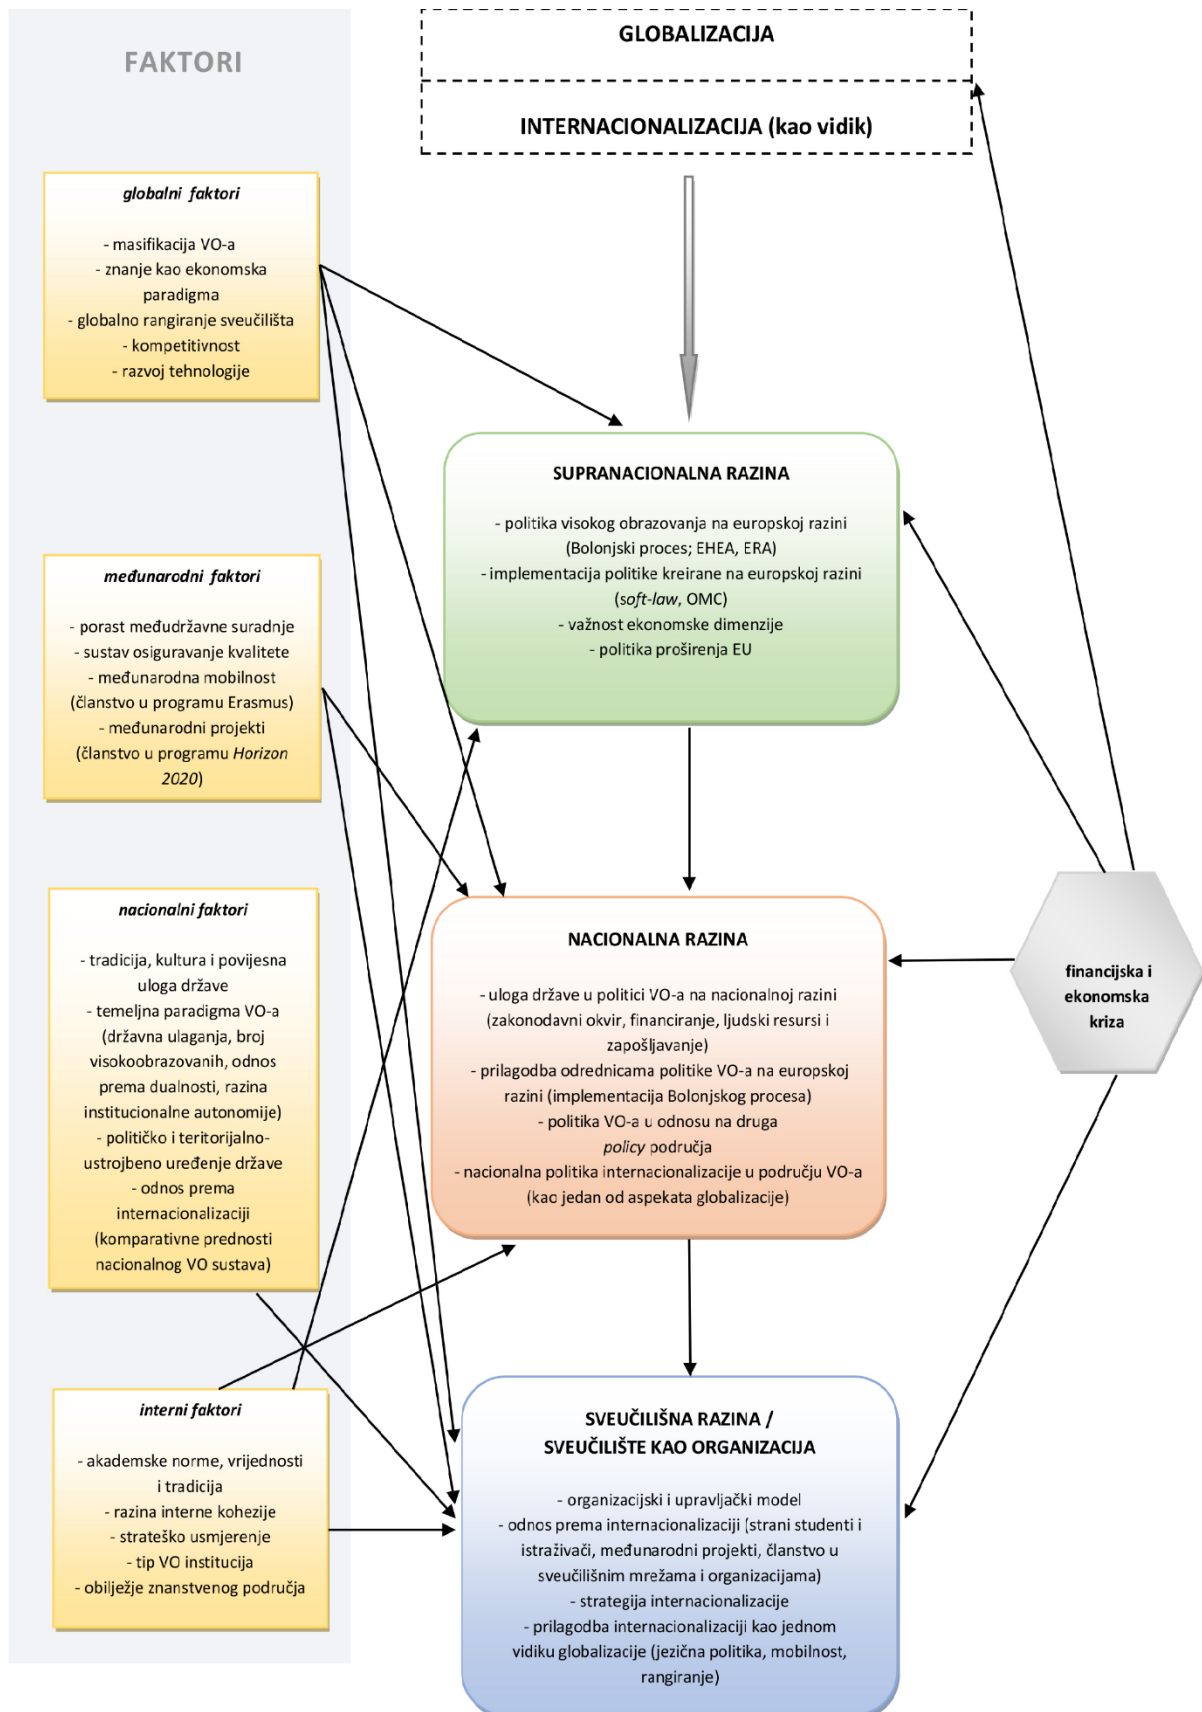 FAKTORI
GLOBALIZACIJA
INTERNACIONALIZACIJA (kao vidik)
globalni faktori
- masifikacija VO-a
- znanje kao ekonomska
paradigma
- globalno rangiranje sveučilišta
- kompetitivnost
- razvoj tehnologije
SUPRANACIONALNA RAZINA
- politika visokog obrazovanja na europskoj razini
(Bolonjski proces; EHEA, ERA)
- implementacija politike kreirane na europskoj razini
(soft-law, OMC)
- važnost ekonomske dimenzije
- politika proširenja EU
međunarodni faktori
- porast međudržavne suradnje
- sustav osiguravanje kvalitete
- međunarodna mobilnost
(članstvo u programu Erasmus)
- međunarodni projekti
(članstvo u programu Horizon
2020)
nacionalni faktori
- tradicija, kultura i povijesna
uloga države
- temeljna paradigma VO-a
(državna ulaganja, broj
visokoobrazovanih, odnos
prema dualnosti, razina
institucionalne autonomije)
- političko i teritorijalno-
ustrojbeno uređenje države
- odnos prema
internacionalizaciji
(komparativne prednosti
nacionalnog VO sustava)
NACIONALNA RAZINA
- uloga države u politici VO-a na nacionalnoj razini
(zakonodavni okvir, financiranje, ljudski resursi i
zapošljavanje)
- prilagodba odrednicama politike VO-a na europskoj
razini (implementacija Bolonjskog procesa)
- politika VO-a u odnosu na druga
policy područja
- nacionalna politika internacionalizacije u području VO-a
(kao jedan od aspekata globalizacije)
financijska i
ekonomska
kriza
interni faktori
- akademske norme, vrijednosti
i tradicija
- razina interne kohezije
- strateško usmjerenje
- tip VO institucija
- obilježje znanstvenog područja
SVEUČILIŠNA RAZINA /
SVEUČILIŠTE KAO ORGANIZACIJA
- organizacijski i upravljački model
- odnos prema internacionalizaciji (strani studenti i
istraživači, međunarodni projekti, članstvo u
sveučilišnim mrežama i organizacijama)
- strategija internacionalizacije
- prilagodba internacionalizaciji kao jednom
vidiku globalizacije (jezična politika, mobilnost,
rangiranje)